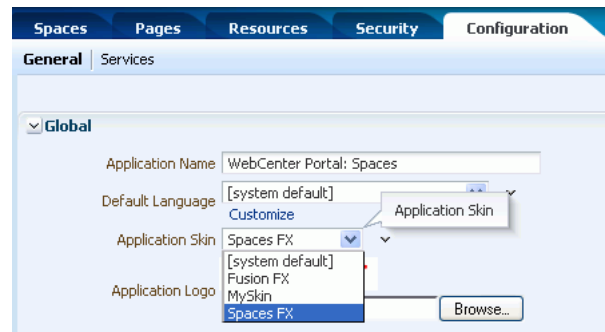 Spaces Pages Resources Security Configuration
General Services
Global
Application Name WebCenter Portal: Spaces
Default Language [system default]
Customize
Application Skin
Application Skin Spaces FX
[system default]
Fusion FX
MySkin
Spaces FX
Application Logo
Browse...